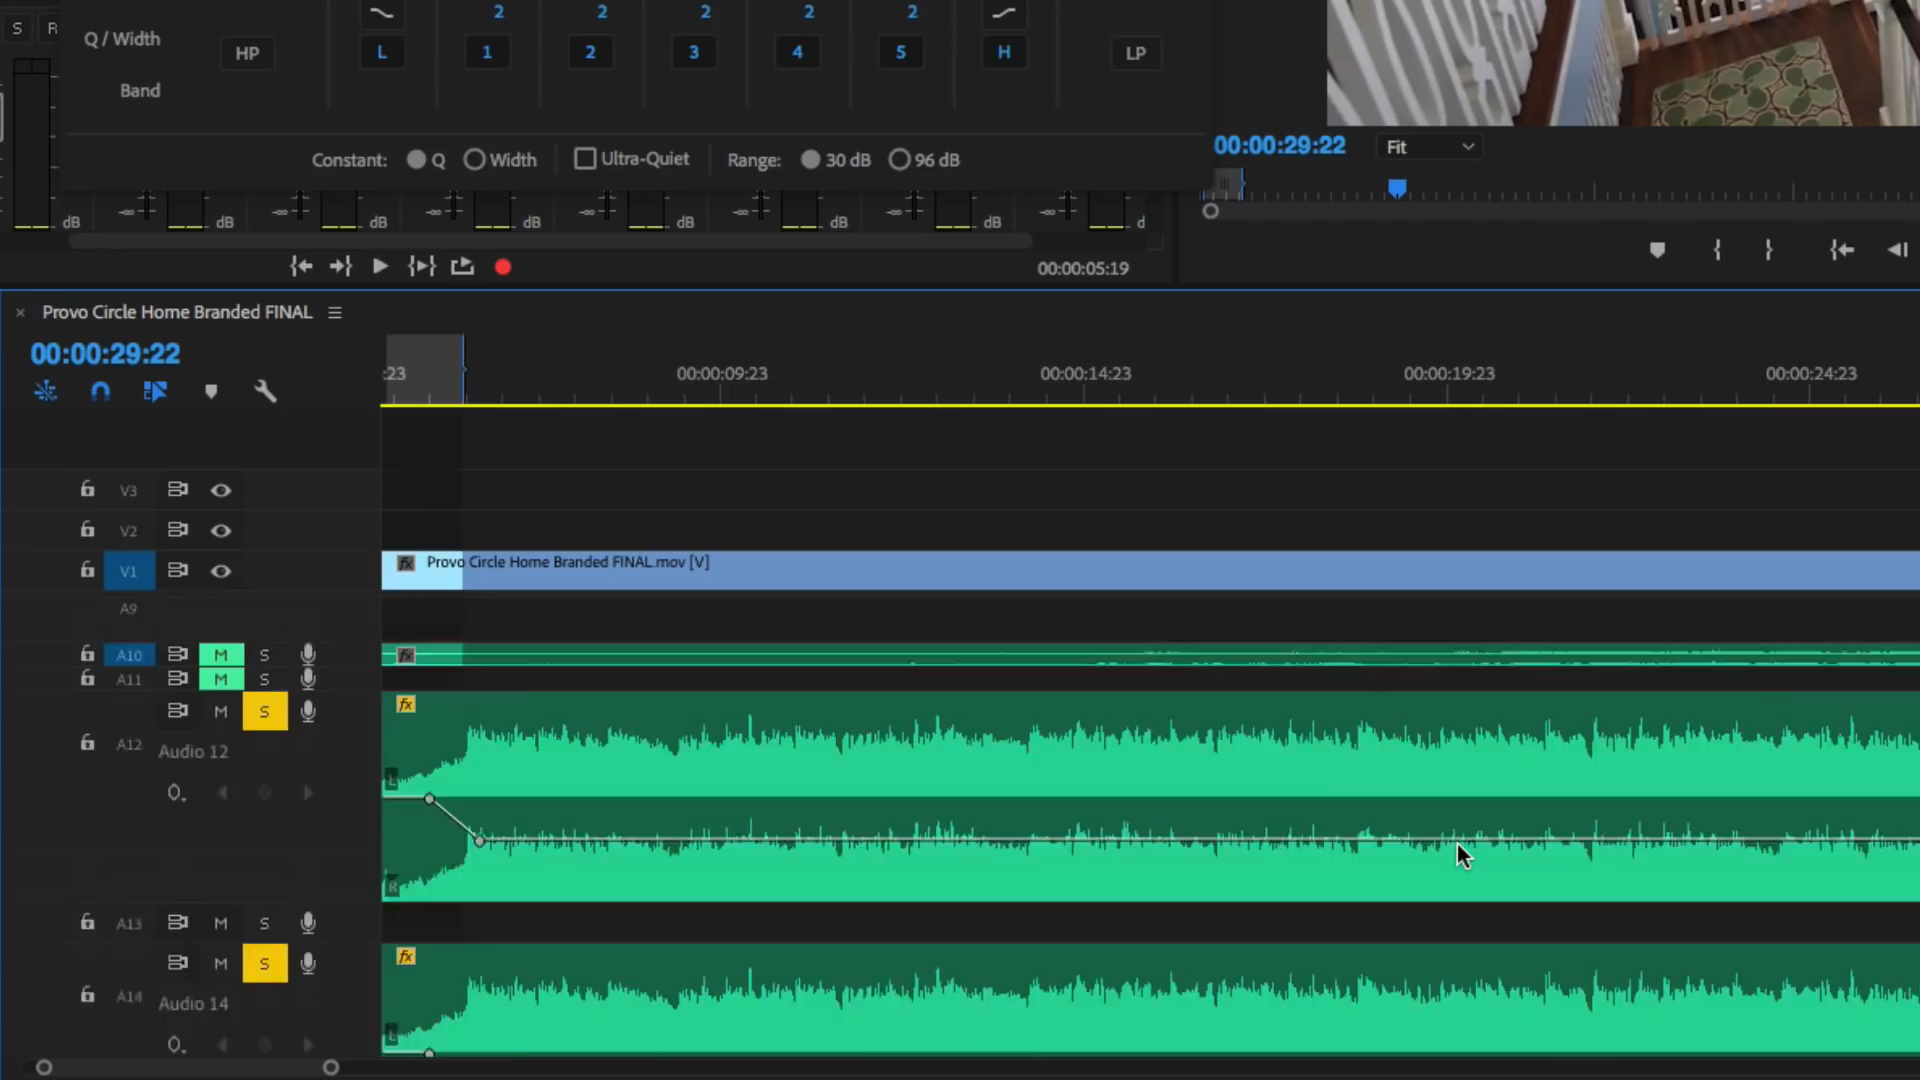 S R
2 2 2 2 2
Q / Width HP L 1 2 3 4 5 H LP
Band
Constant: Q Width Ultra-Quiet Range: 30 dB 96 dB
00:00:29:22 Fit
-∞ -∞ -∞ -∞ -∞ -∞ -∞
dB dB dB dB dB dB dB d
00:00:05:19
× Provo Circle Home Branded FINAL
00:00:29:22
:23 00:00:09:23 00:00:14:23 00:00:19:23 00:00:24:23
V3
V2
V1 fx Provo Circle Home Branded FINAL.mov [V]
A9
A10 M S fx
A11 M S
M S fx
A12 Audio 12
L
R
A13 M S
M S fx
A14 Audio 14
L